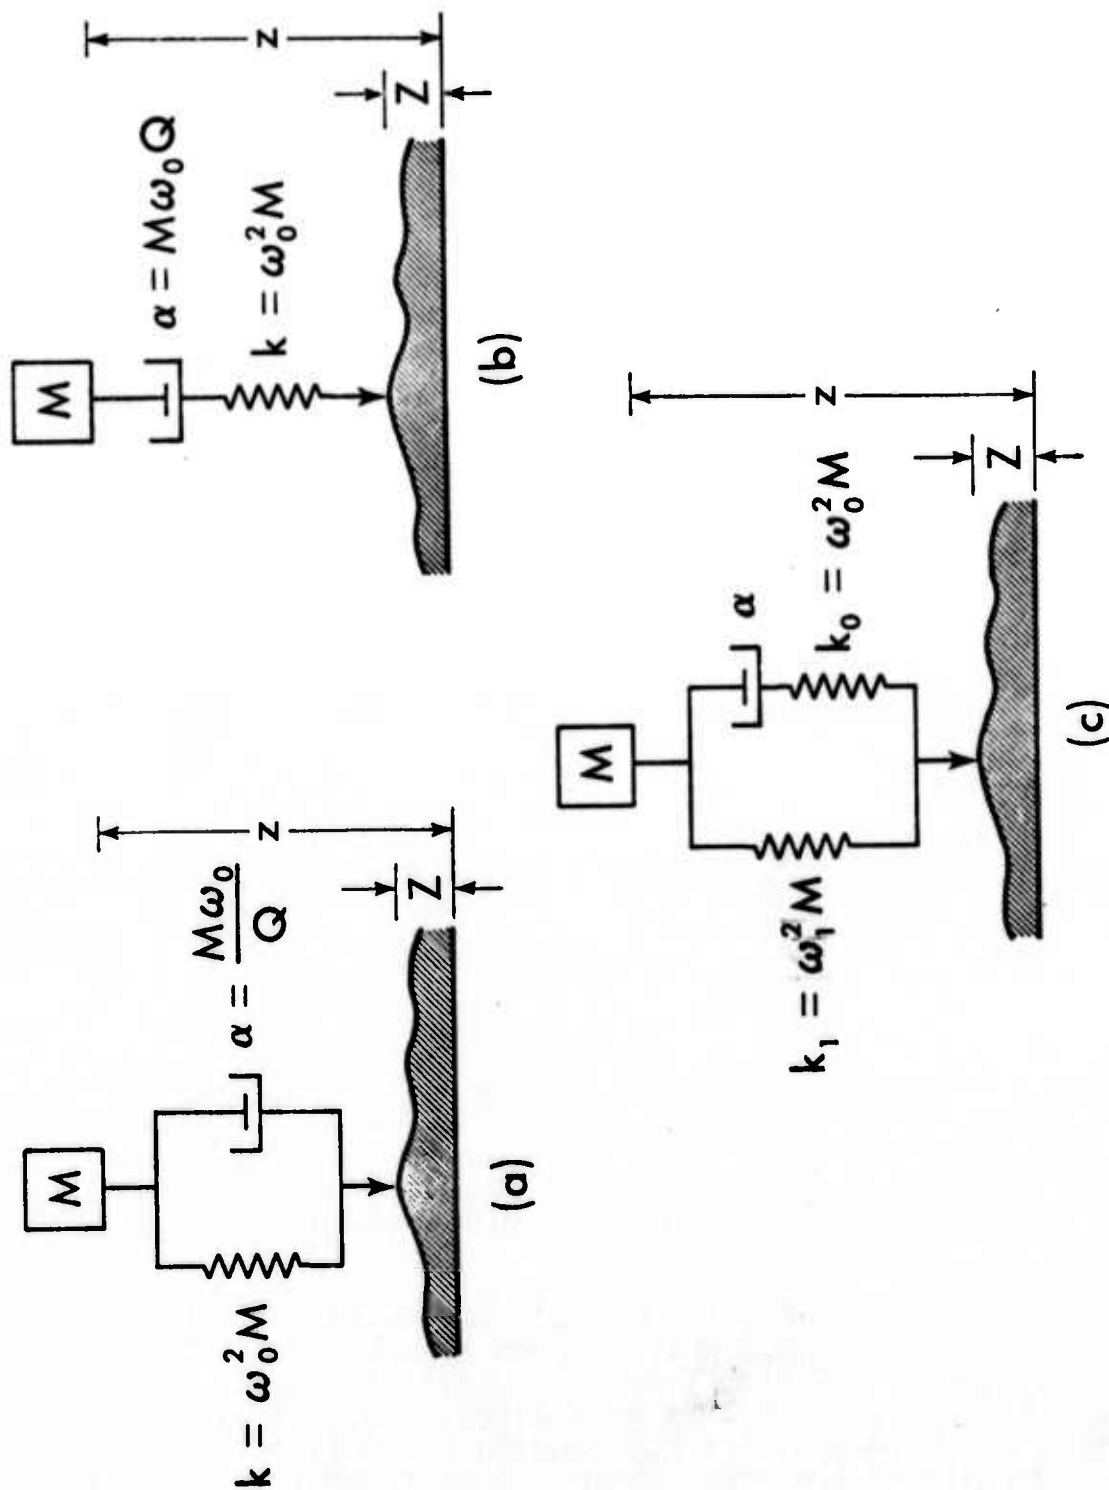 M
k = ω₀²M
α = Mω₀/Q
Z
z
(a)
M
α = Mω₀Q
k = ω₀²M
Z
z
(b)
M
k₁ = ω₁²M
α
k₀ = ω₀²M
Z
z
(c)